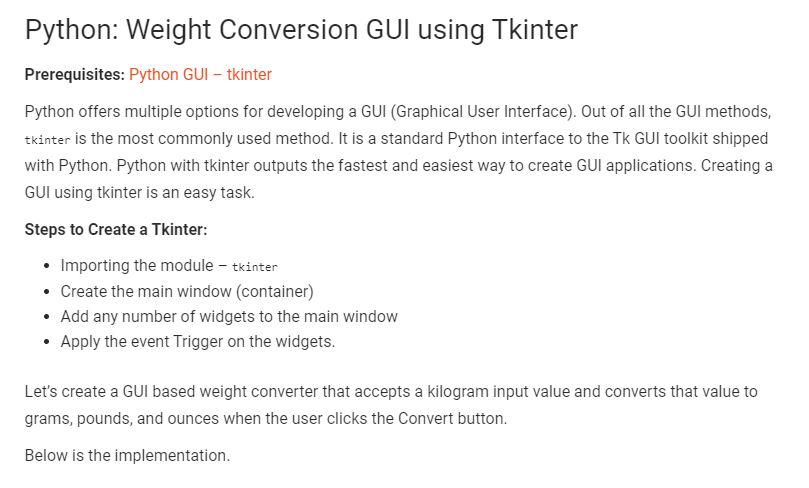 Python: Weight Conversion GUI using Tkinter
Prerequisites: Python GUI – tkinter
Python offers multiple options for developing a GUI (Graphical User Interface). Out of all the GUI methods,
tkinter is the most commonly used method. It is a standard Python interface to the Tk GUI toolkit shipped
with Python. Python with tkinter outputs the fastest and easiest way to create GUI applications. Creating a
GUI using tkinter is an easy task.
Steps to Create a Tkinter:
• Importing the module – tkinter
• Create the main window (container)
• Add any number of widgets to the main window
• Apply the event Trigger on the widgets.
Let’s create a GUI based weight converter that accepts a kilogram input value and converts that value to
grams, pounds, and ounces when the user clicks the Convert button.
Below is the implementation.